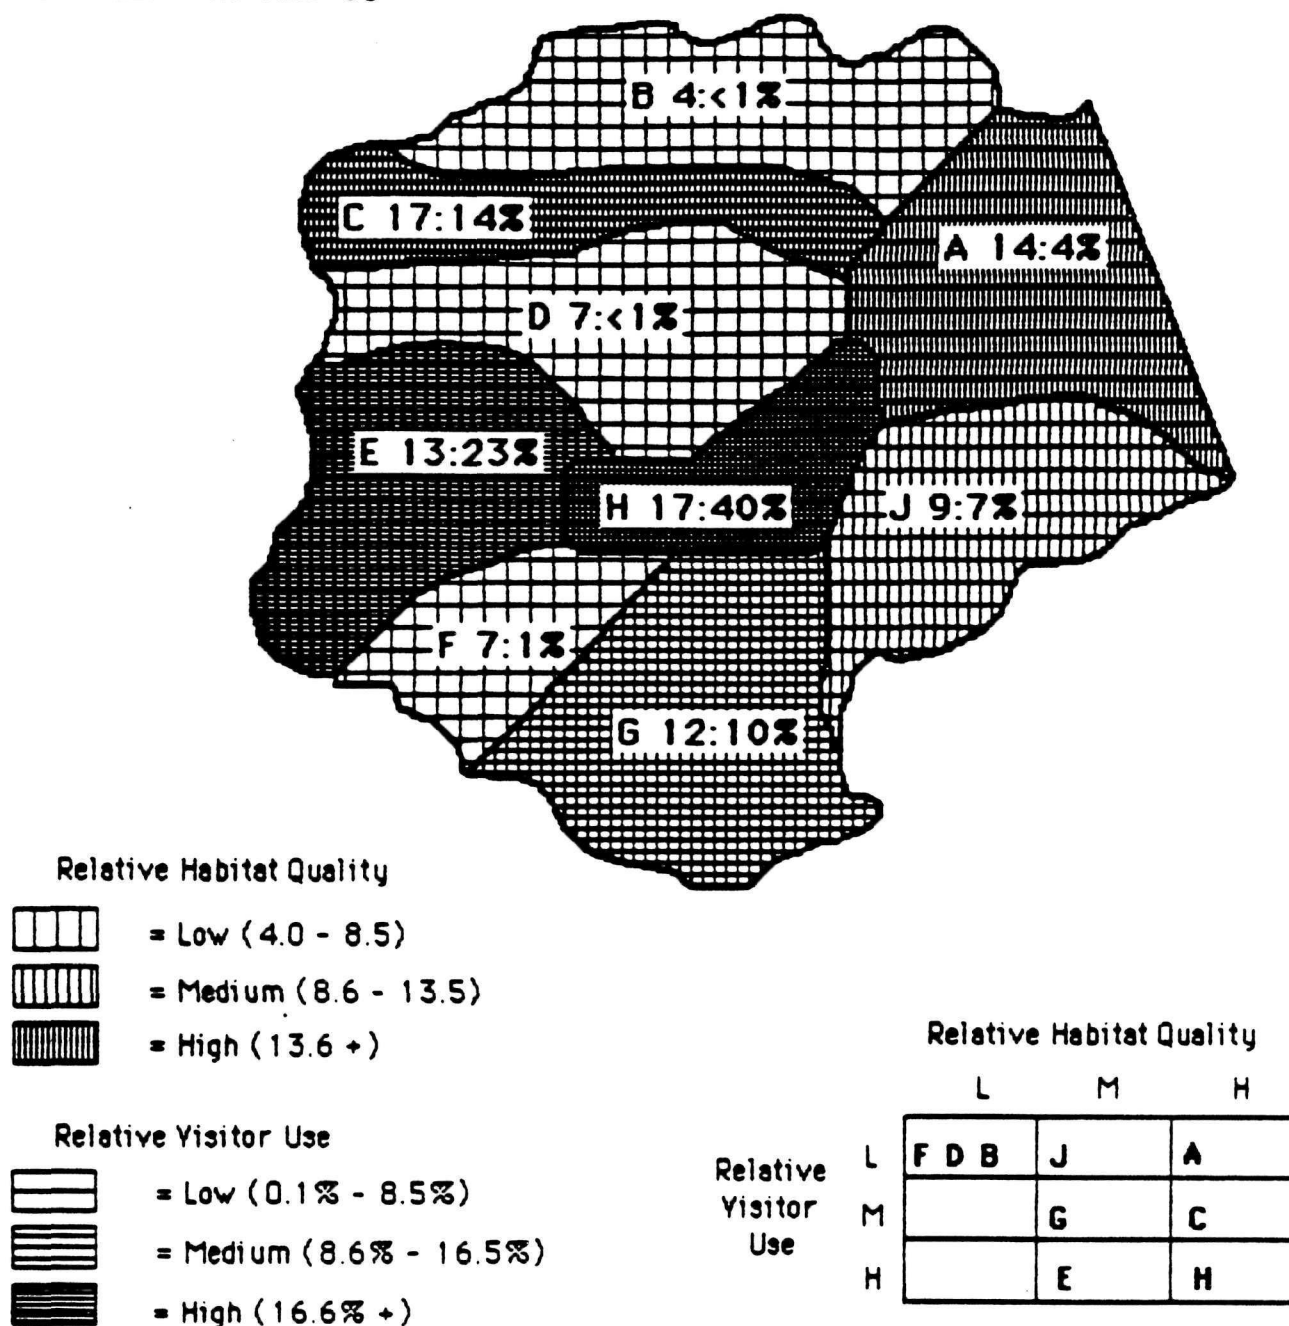 B 4:<1%
C 17:14%
A 14:4%
D 7:<1%
E 13:23%
H 17:40%
J 9:7%
F 7:1%
G 12:10%
Relative Habitat Quality
= Low (4.0 - 8.5)
= Medium (8.6 - 13.5)
= High (13.6 +)
Relative Visitor Use
= Low (0.1% - 8.5%)
= Medium (8.6% - 16.5%)
= High (16.6% +)
Relative Habitat Quality
L M H
Relative Visitor Use
L F D B J A
M G C
H E H